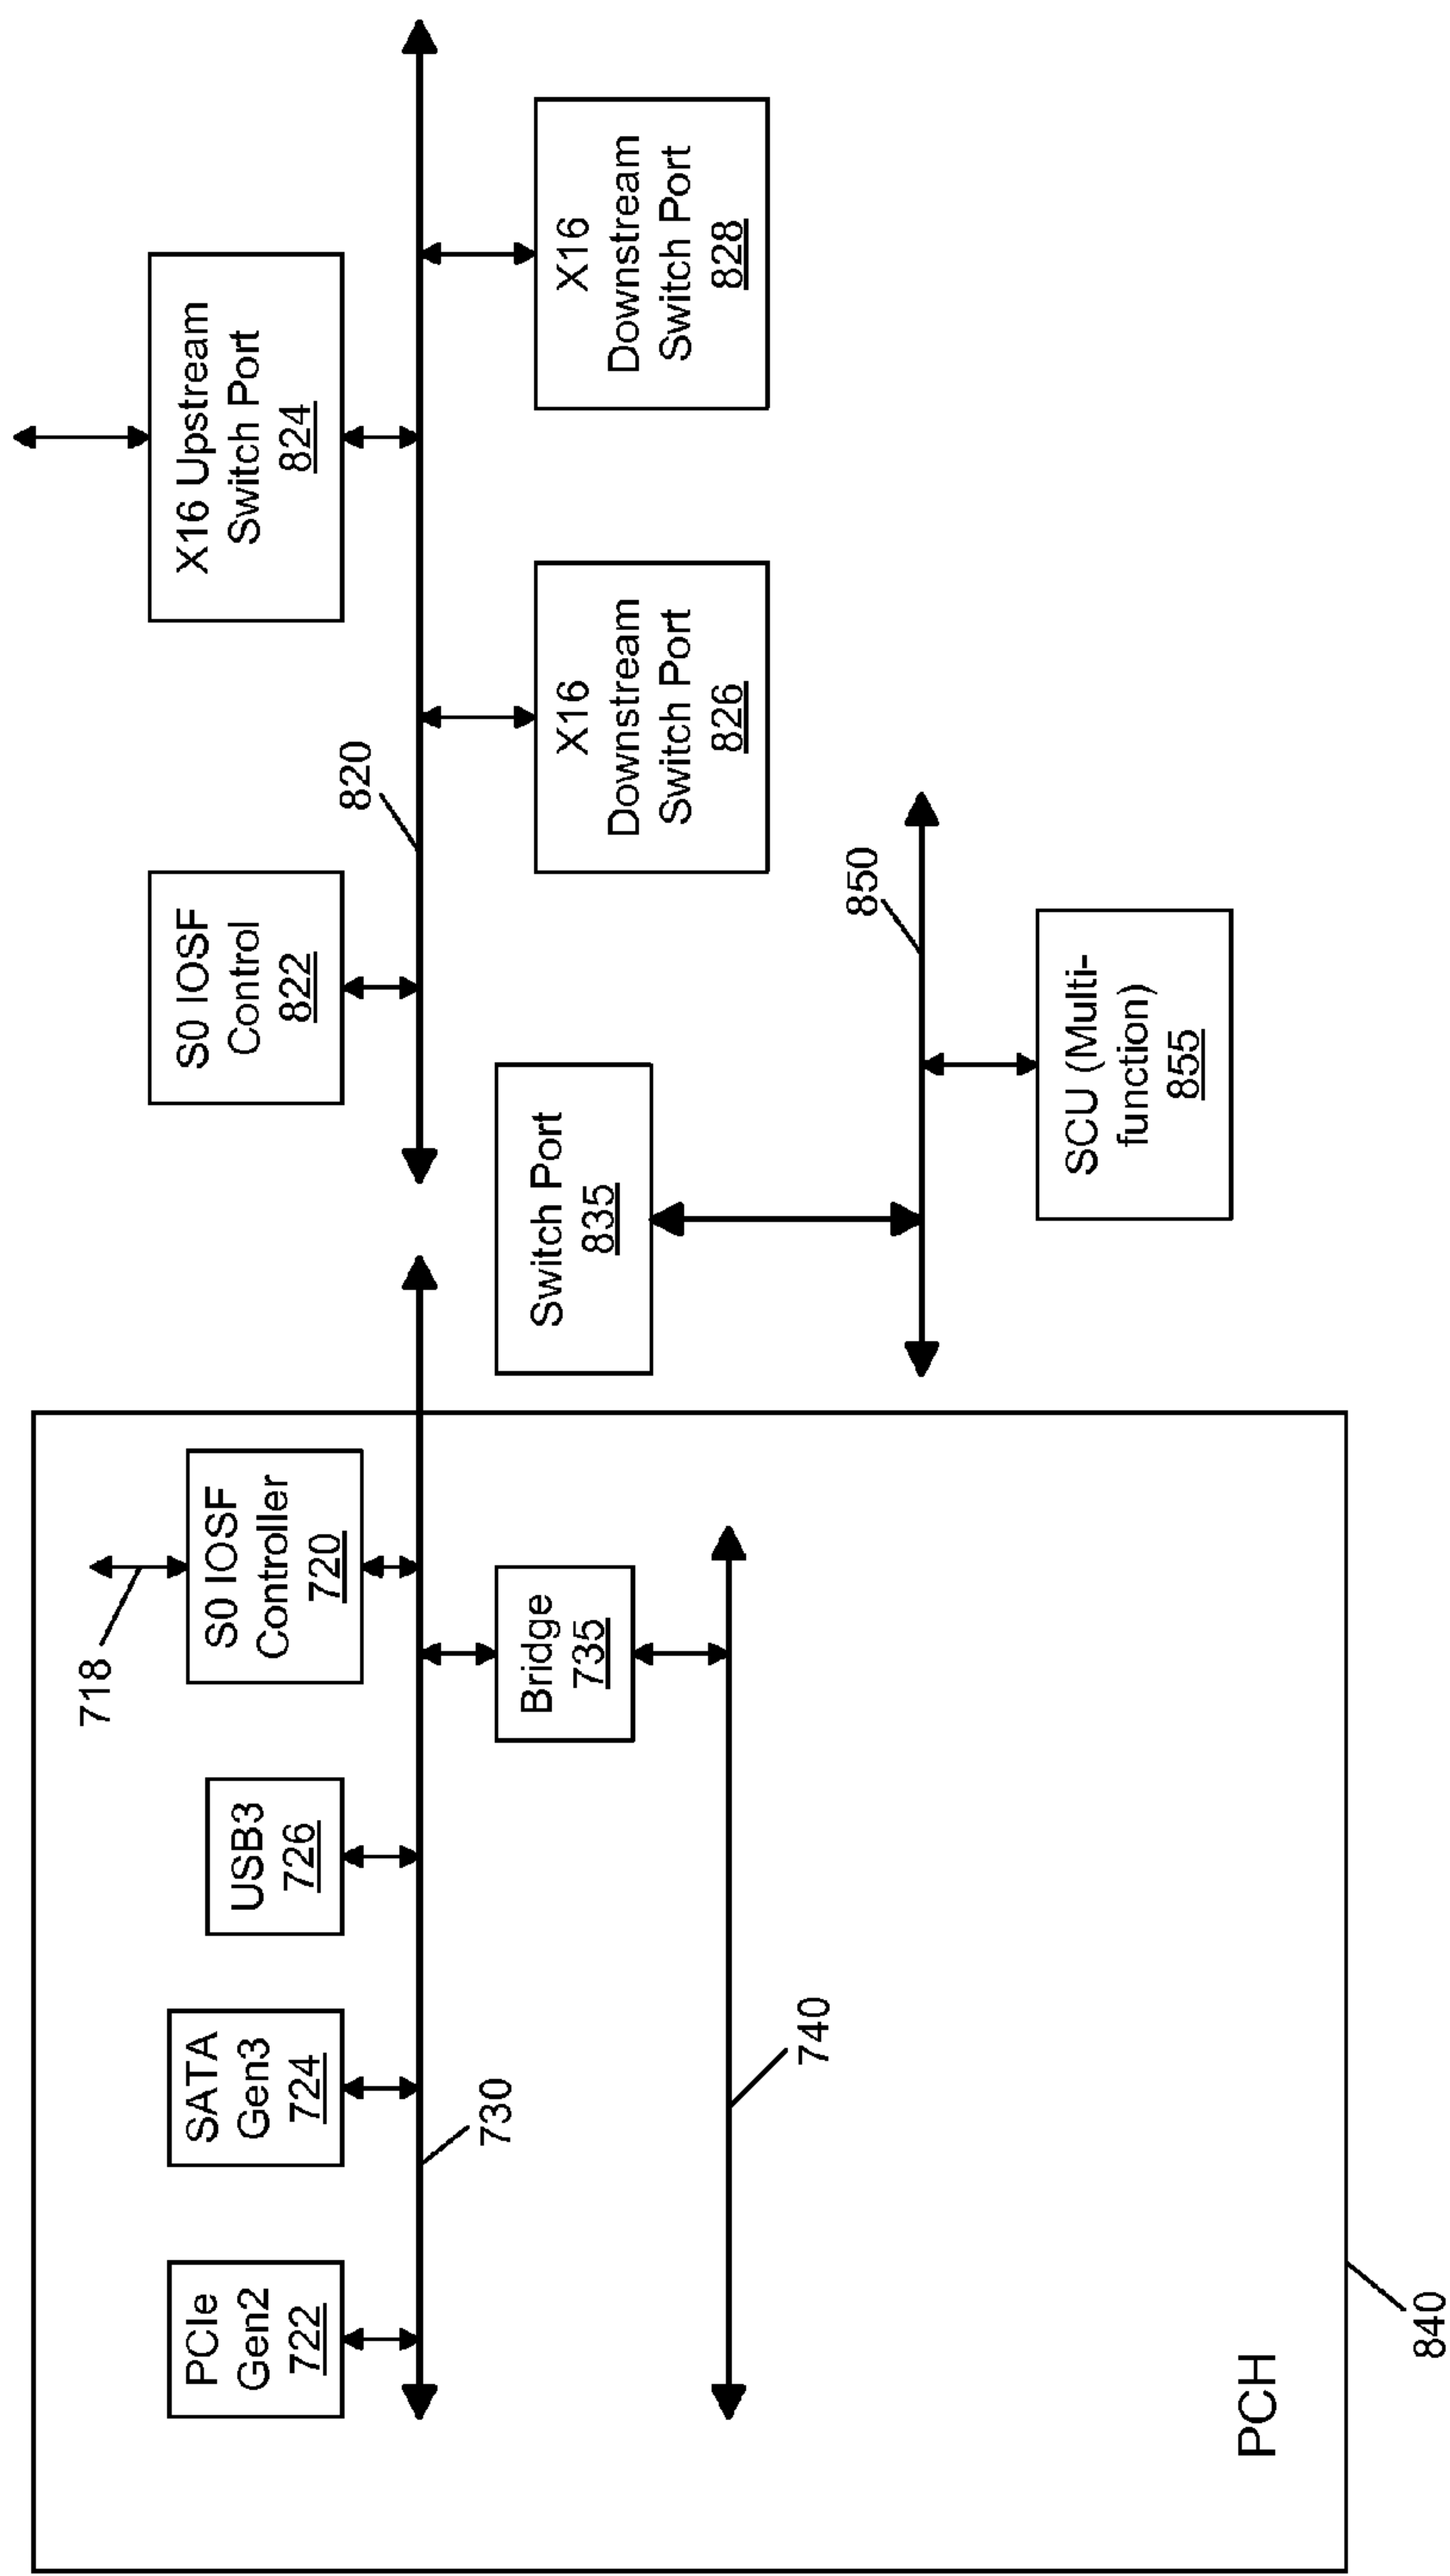 718
PCIe
Gen2
722
SATA
Gen3
724
USB3
726
S0 IOSF
Controller
720
S0 IOSF
Control
822
X16 Upstream
Switch Port
824
820
730
Bridge
735
Switch Port
835
X16
Downstream
Switch Port
826
X16
Downstream
Switch Port
828
740
850
SCU (Multi-
function)
855
PCH
840